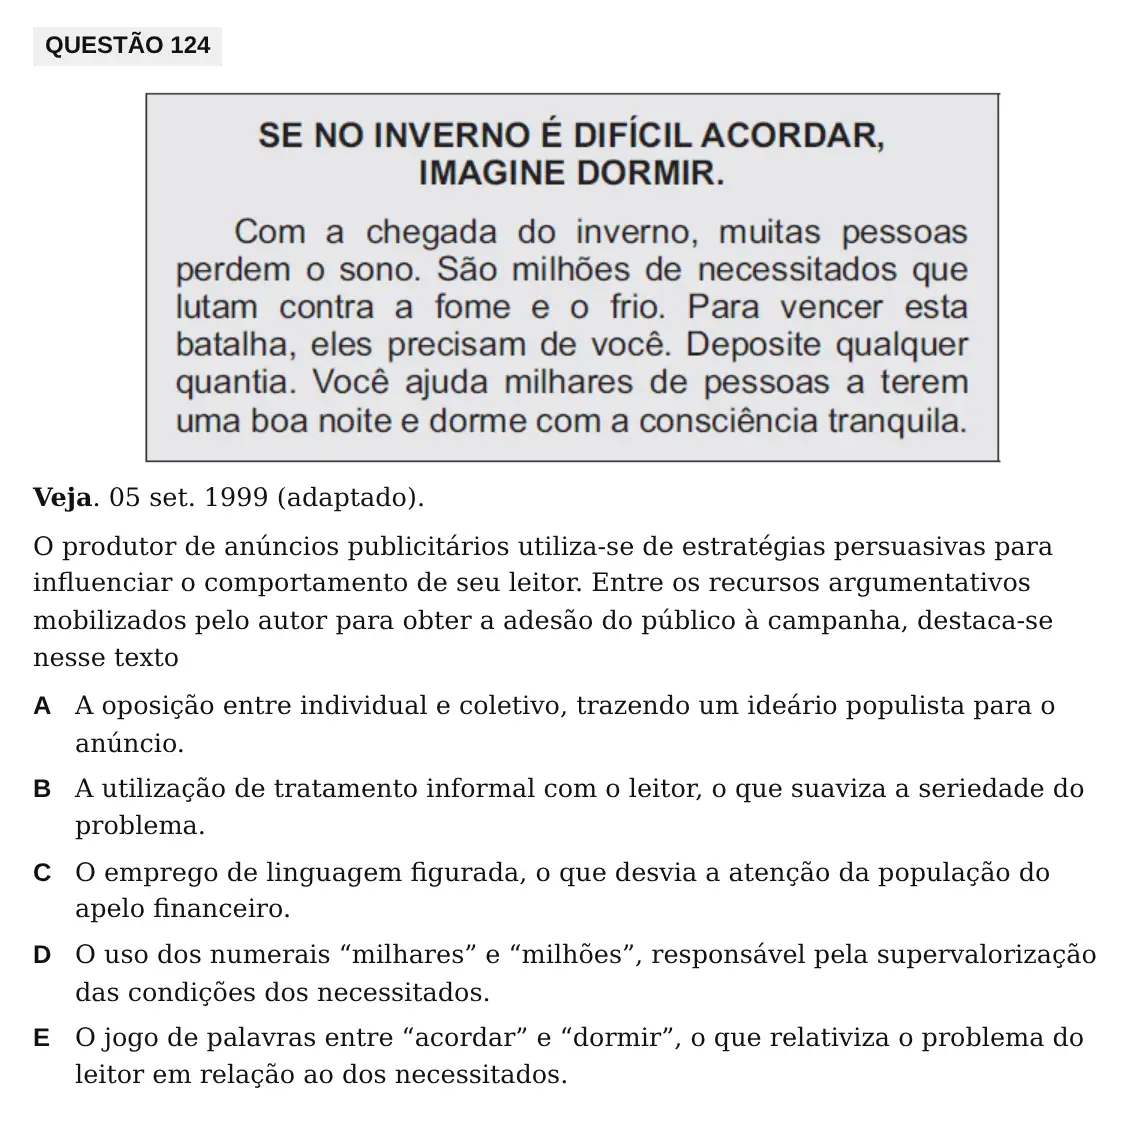 QUESTÃO 124
SE NO INVERNO É DIFÍCIL ACORDAR,
IMAGINE DORMIR.
Com a chegada do inverno, muitas pessoas
perdem o sono. São milhões de necessitados que
lutam contra a fome e o frio. Para vencer esta
batalha, eles precisam de você. Deposite qualquer
quantia. Você ajuda milhares de pessoas a terem
uma boa noite e dorme com a consciência tranquila.
Veja. 05 set. 1999 (adaptado).
O produtor de anúncios publicitários utiliza-se de estratégias persuasivas para
influenciar o comportamento de seu leitor. Entre os recursos argumentativos
mobilizados pelo autor para obter a adesão do público à campanha, destaca-se
nesse texto
A A oposição entre individual e coletivo, trazendo um ideário populista para o
anúncio.
B A utilização de tratamento informal com o leitor, o que suaviza a seriedade do
problema.
C O emprego de linguagem figurada, o que desvia a atenção da população do
apelo financeiro.
D O uso dos numerais “milhares” e “milhões”, responsável pela supervalorização
das condições dos necessitados.
E O jogo de palavras entre “acordar” e “dormir”, o que relativiza o problema do
leitor em relação ao dos necessitados.